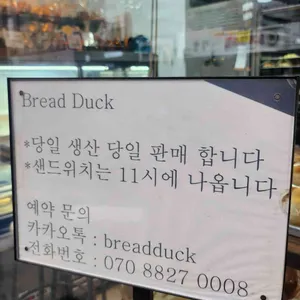 Bread Duck
*당일 생산 당일 판매 합니다
*샌드위치는 11시에 나옵니다
예약 문의
카카오톡 : breadduck
전화번호 : 070 8827 0008